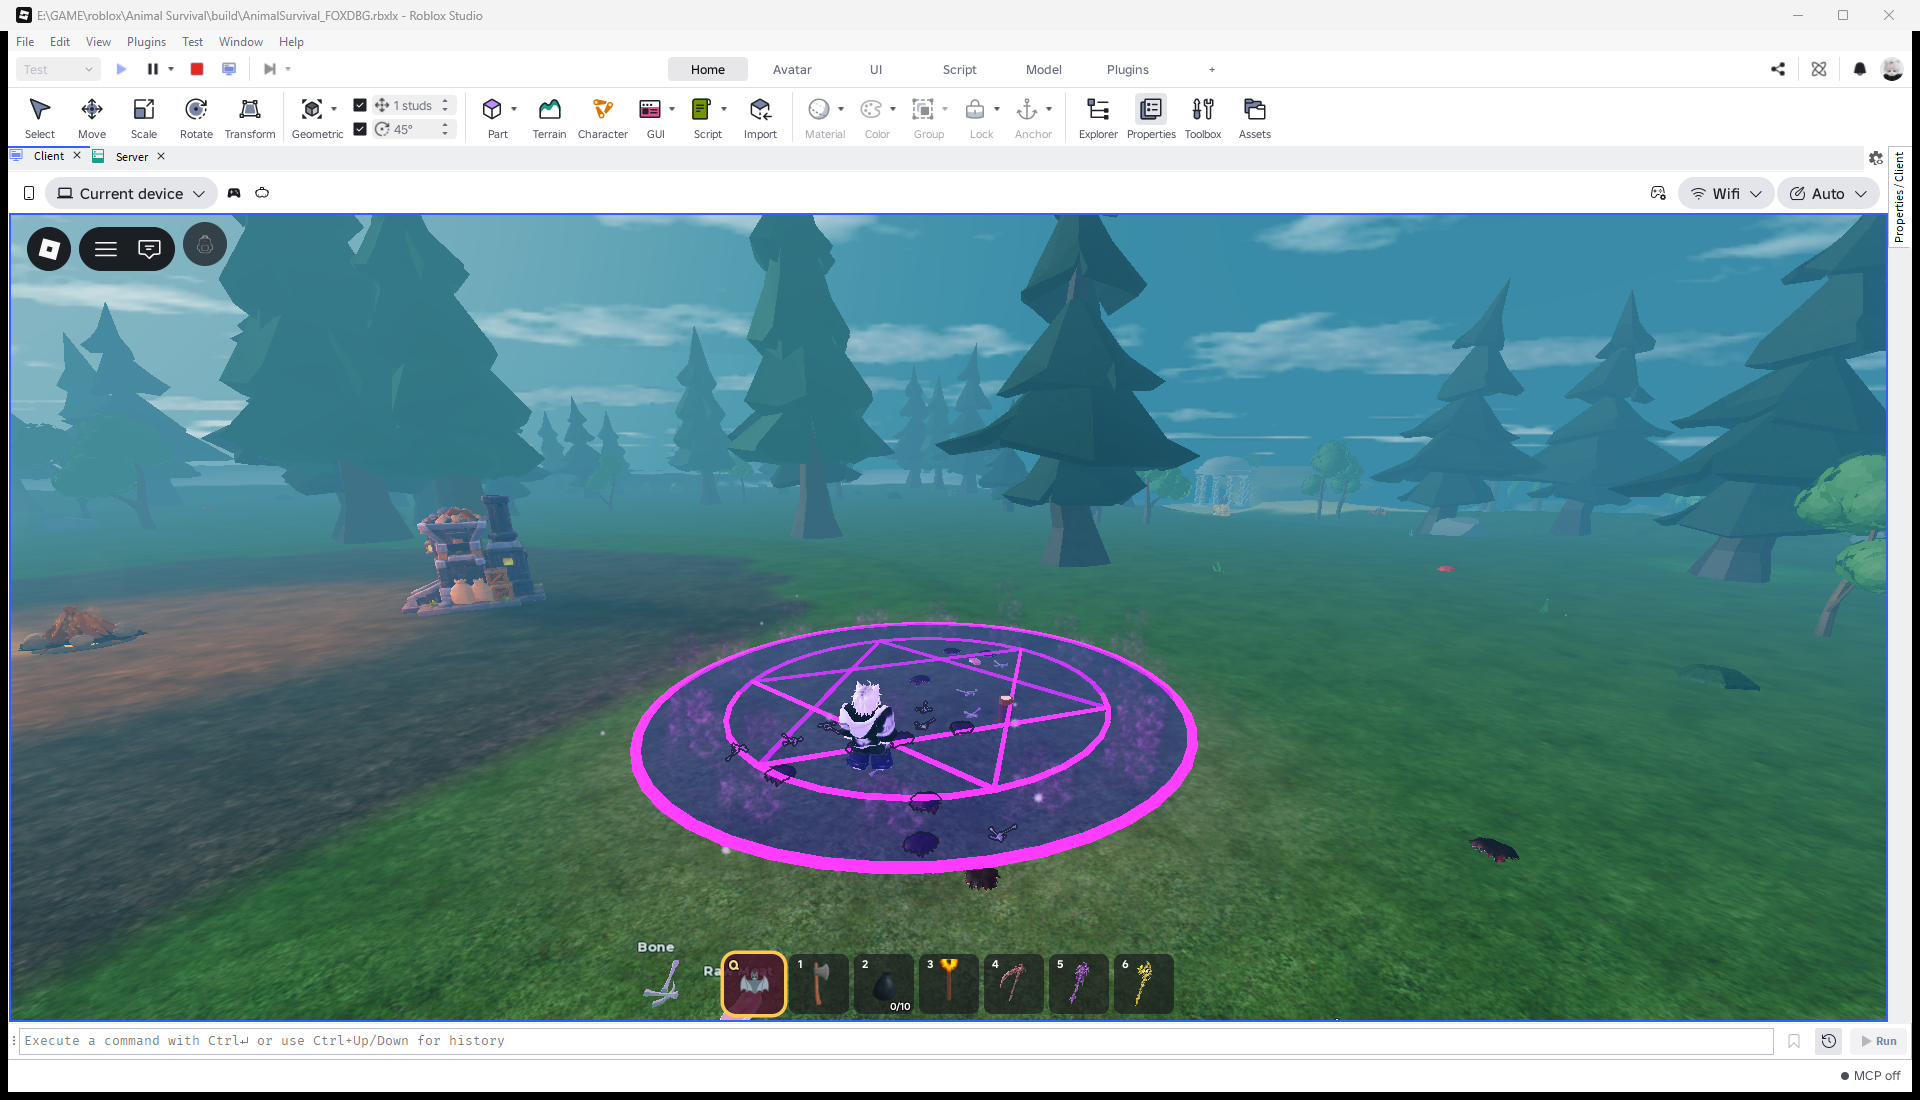 E:\GAME\roblox\Animal Survival\build\AnimalSurvival_FOXDBG.rbxlx - Roblox Studio
File Edit View Plugins Test Window Help
Test
Home Avatar UI Script Model Plugins +
Select Move Scale Rotate Transform Geometric 1 studs 45° Part Terrain Character GUI Script Import Material Color Group Lock Anchor Explorer Properties Toolbox Assets
Client Server
Properties / Client
Current device Wifi Auto
Bone
Q 1 2 3 4 5 6
0/10
Execute a command with Ctrl↵ or use Ctrl+Up/Down for history
Run
MCP off